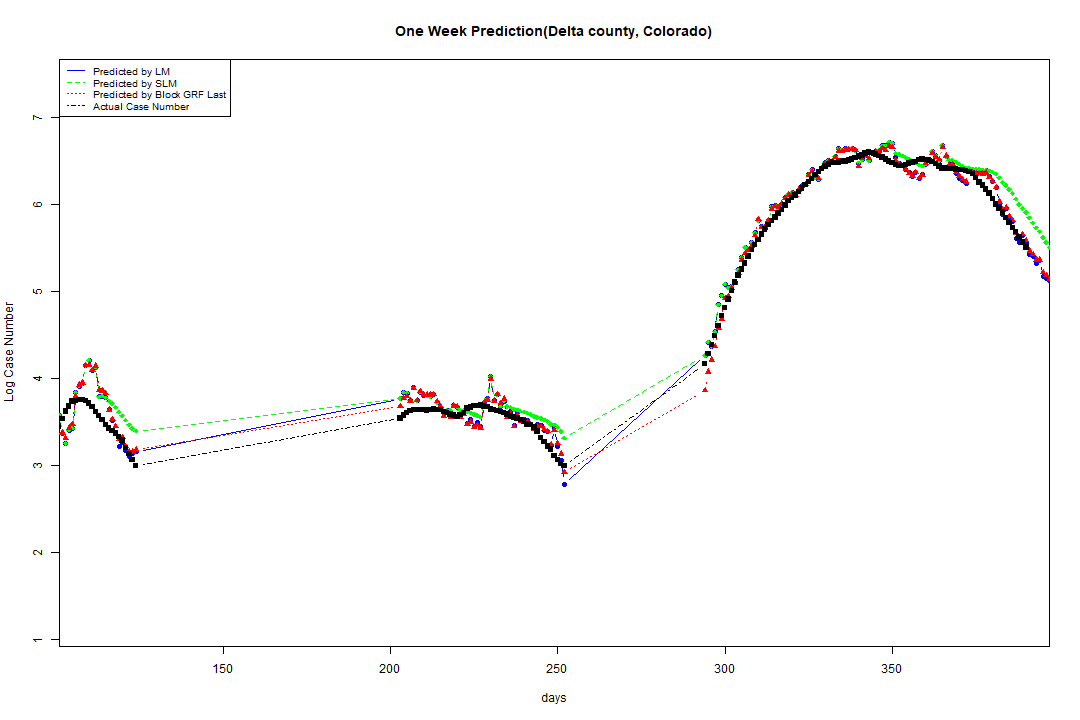 One Week Prediction(Delta county, Colorado)
Predicted by LM
Predicted by SLM
Predicted by Block GRF Last
Actual Case Number
Log Case Number
7
6
5
4
3
2
1
150
200
250
300
350
days